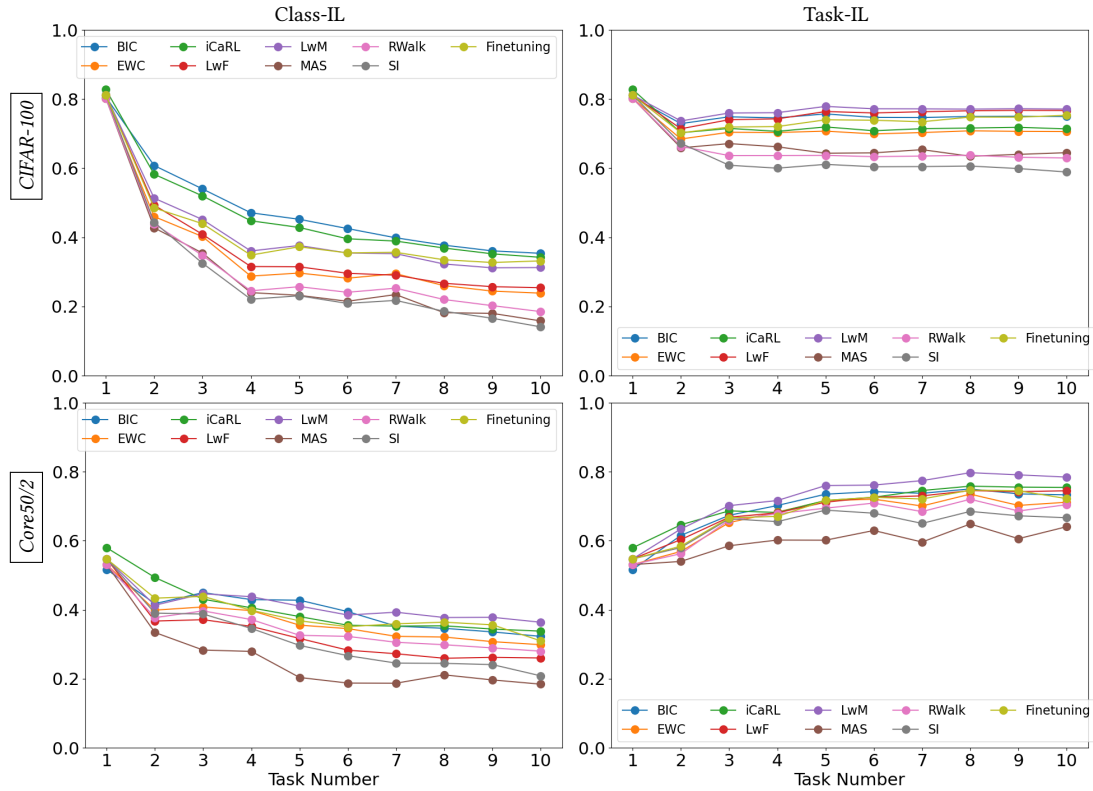 Class-IL
Task-IL
CIFAR-100
1.0
0.8
0.6
0.4
0.2
0.0
BIC iCaRL LwM RWalk Finetuning
EWC LwF MAS SI
1 2 3 4 5 6 7 8 9 10
1.0
0.8
0.6
0.4
0.2
0.0
BIC iCaRL LwM RWalk Finetuning
EWC LwF MAS SI
1 2 3 4 5 6 7 8 9 10
Core50/2
1.0
0.8
0.6
0.4
0.2
0.0
BIC iCaRL LwM RWalk Finetuning
EWC LwF MAS SI
1 2 3 4 5 6 7 8 9 10
Task Number
1.0
0.8
0.6
0.4
0.2
0.0
BIC iCaRL LwM RWalk Finetuning
EWC LwF MAS SI
1 2 3 4 5 6 7 8 9 10
Task Number